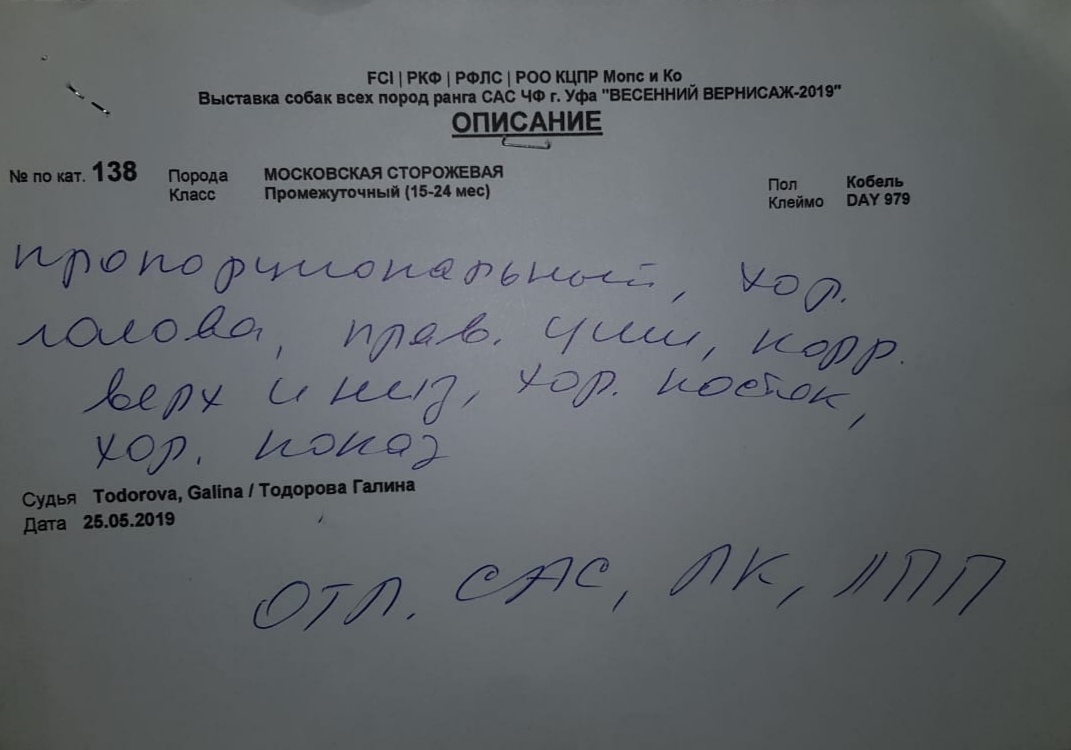 FCI | РКФ | РФЛС | РОО КЦПР Мопс и Ко
Выставка собак всех пород ранга САС ЧФ г. Уфа "ВЕСЕННИЙ ВЕРНИСАЖ-2019"
ОПИСАНИЕ
№ по кат. 138 Порода МОСКОВСКАЯ СТОРОЖЕВАЯ Пол Кобель
Класс Промежуточный (15-24 мес) Клеймо DAY 979
пропорциональный, хор.
голова, прав. уши, корр.
верх и низ, хор. костяк,
хор. показ
Судья Todorova, Galina / Тодорова Галина
Дата 25.05.2019
ОТЛ. САС, ЛК, ЛПП